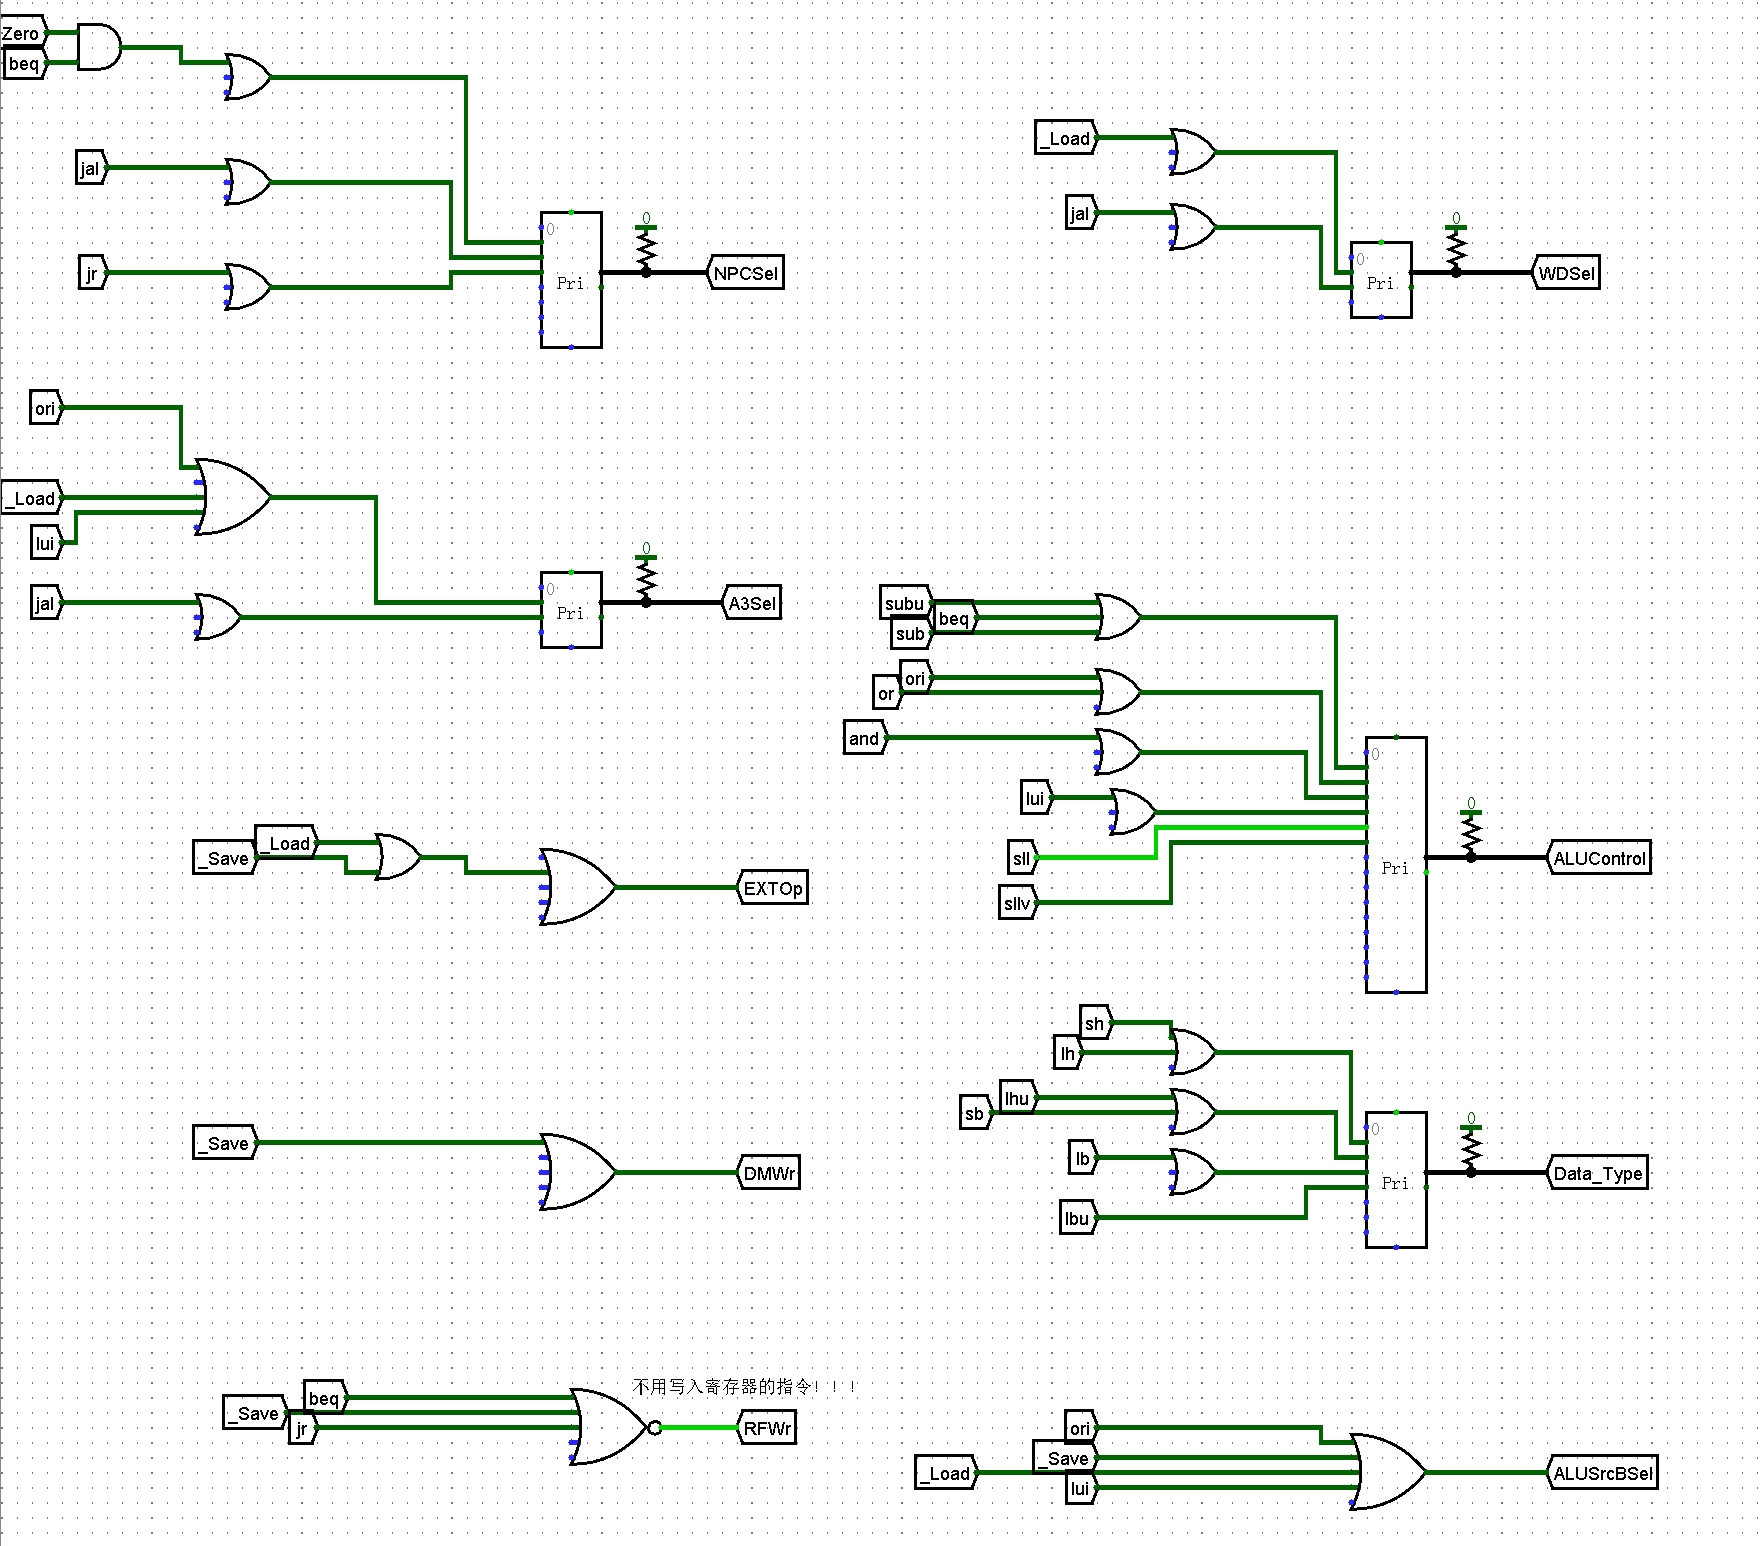 Zero
beq
jal
jr
0
Pri
0
NPCSel
_Load
jal
0
Pri
0
WDSel
ori
_Load
lui
jal
0
Pri
0
A3Sel
subu
beq
sub
ori
or
and
lui
sll
sllv
0
Pri
0
ALUControl
_Load
_Save
EXTOp
sh
lh
lhu
sb
lb
lbu
0
Pri
0
Data_Type
_Save
DMWr
beq
_Save
jr
不用写入寄存器的指令！！！
RFWr
ori
_Save
_Load
lui
ALUSrcBSel